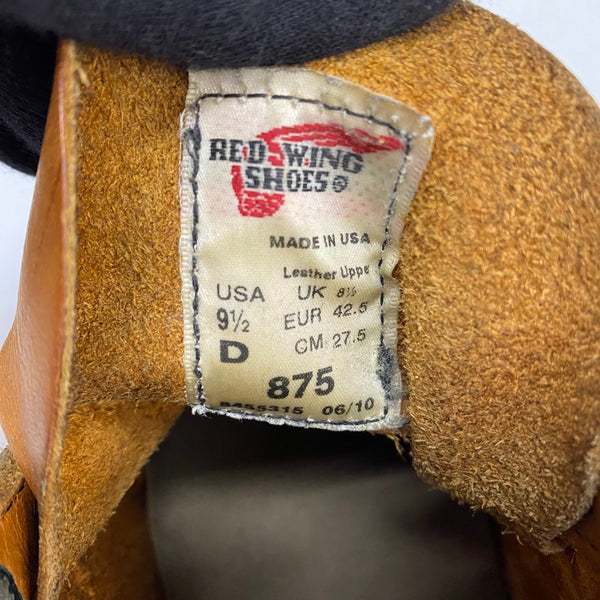 RED WING
SHOES®
MADE IN USA
Leather Uppe
USA UK 8½
9½ EUR 42.5
D CM 27.5
875
06/10